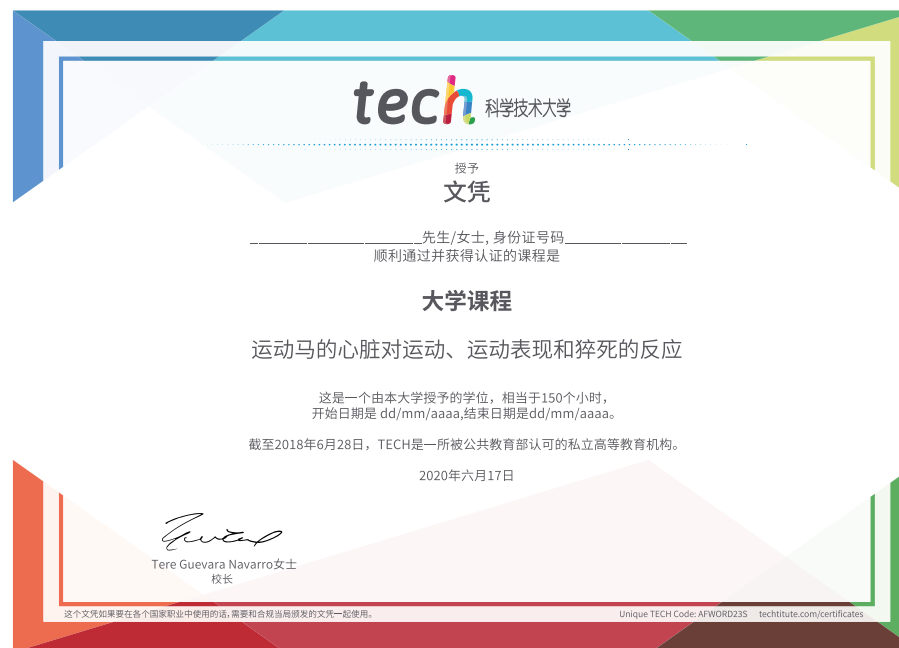 tech 科学技术大学
授予
文凭
______________________先生/女士, 身份证号码________________
顺利通过并获得认证的课程是
大学课程
运动马的心脏对运动、运动表现和猝死的反应
这是一个由本大学授予的学位，相当于150个小时，
开始日期是 dd/mm/aaaa,结束日期是dd/mm/aaaa。
截至2018年6月28日，TECH是一所被公共教育部认可的私立高等教育机构。
2020年六月17日
Tere Guevara Navarro女士
校长
这个文凭如果要在各个国家职业中使用的话,需要和合规当局颁发的文凭一起使用。
Unique TECH Code: AFWORD23S techtitute.com/certificates